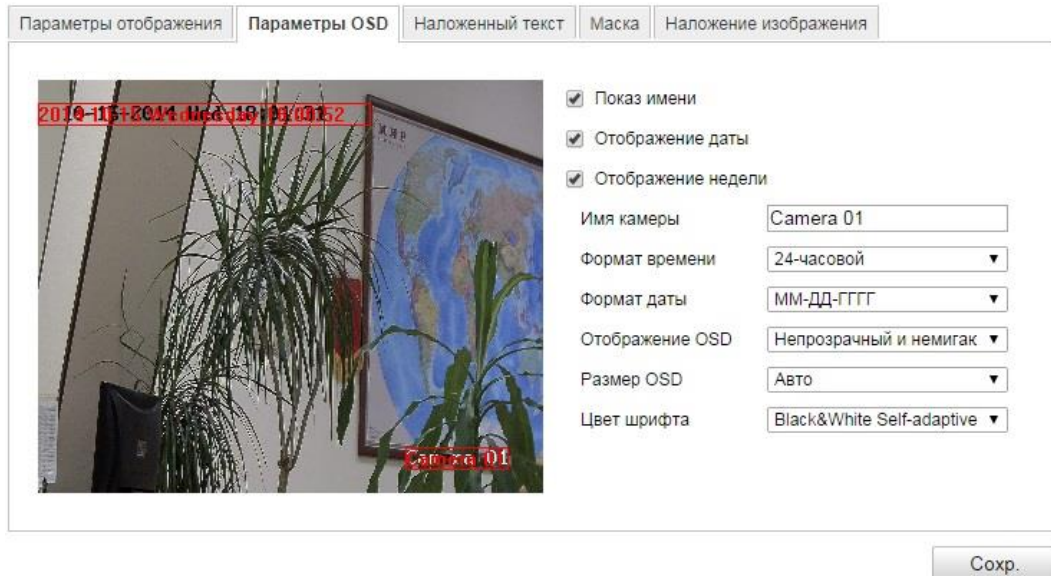 Параметры отображения
Параметры OSD
Наложенный текст
Маска
Наложение изображения
МИР
Camera 01
Показ имени
Отображение даты
Отображение недели
Имя камеры
Camera 01
Формат времени
24-часовой
Формат даты
ММ-ДД-ГГГГ
Отображение OSD
Непрозрачный и немигак
Размер OSD
Авто
Цвет шрифта
Black&White Self-adaptive
Сохр.